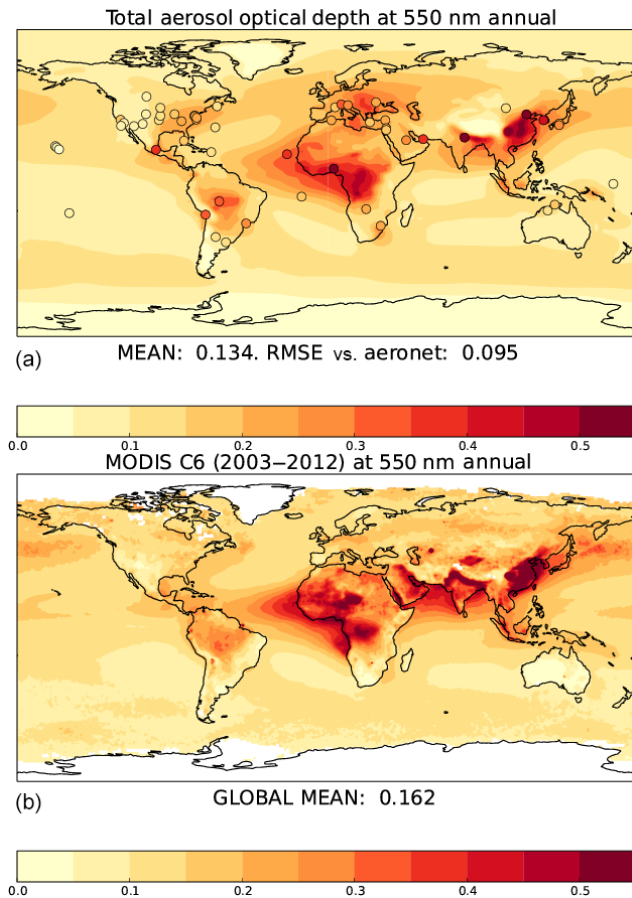 Total aerosol optical depth at 550 nm annual
(a)
MEAN: 0.134. RMSE vs. aeronet: 0.095
0.0 0.1 0.2 0.3 0.4 0.5
MODIS C6 (2003–2012) at 550 nm annual
(b)
GLOBAL MEAN: 0.162
0.0 0.1 0.2 0.3 0.4 0.5